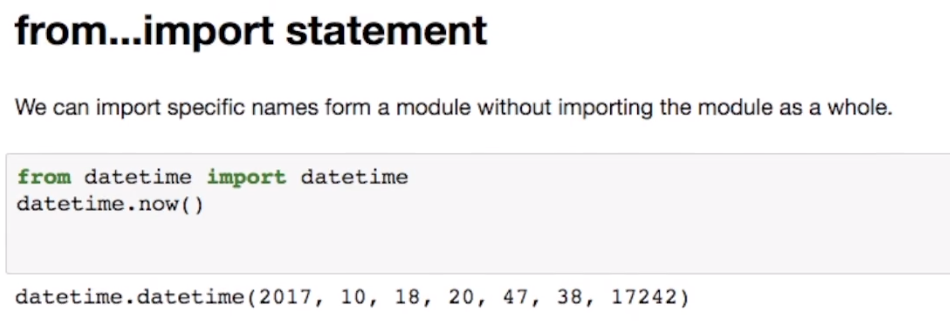 from...import statement
We can import specific names form a module without importing the module as a whole.
from datetime import datetime
datetime.now()
datetime.datetime(2017, 10, 18, 20, 47, 38, 17242)